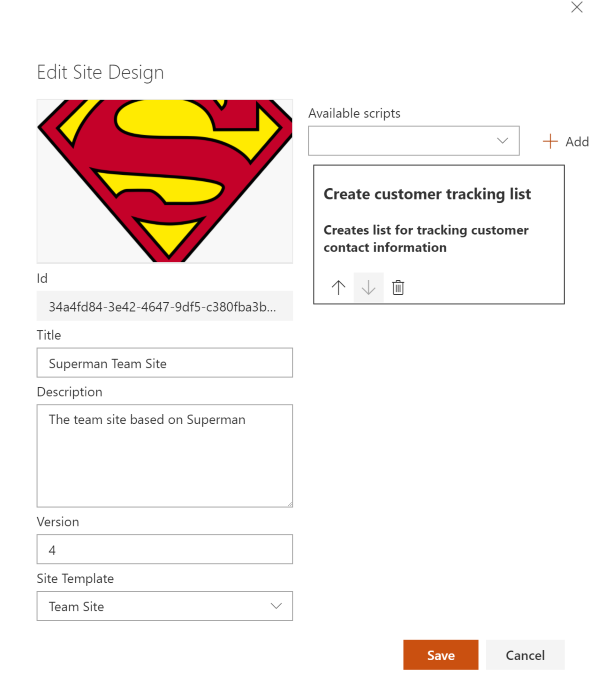 Edit Site Design
S
Id
34a4fd84-3e42-4647-9df5-c380fba3b...
Title
Superman Team Site
Description
The team site based on Superman
Version
4
Site Template
Team Site
Available scripts
Add
Create customer tracking list
Creates list for tracking customer
contact information
Save
Cancel